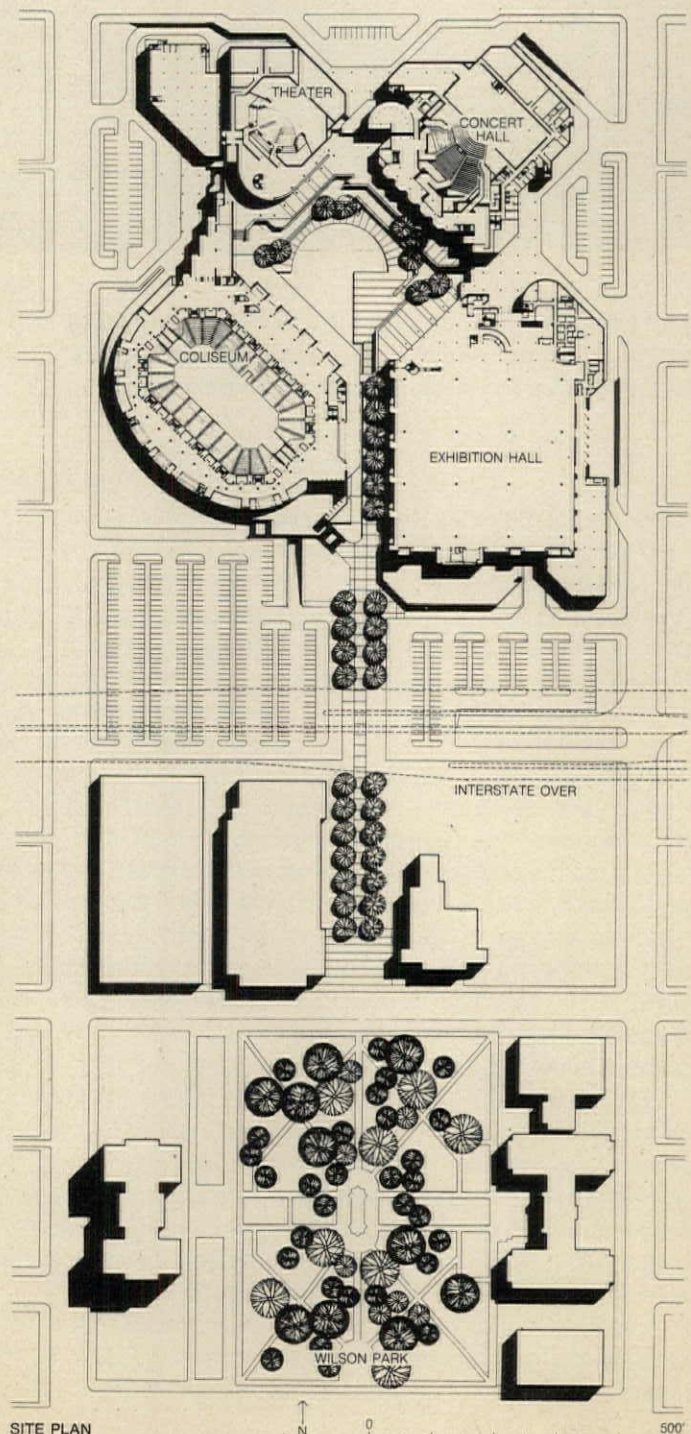 THEATER
CONCERT
HALL
COLISEUM
EXHIBITION HALL
INTERSTATE OVER
WILSON PARK
SITE PLAN
N
0
500'